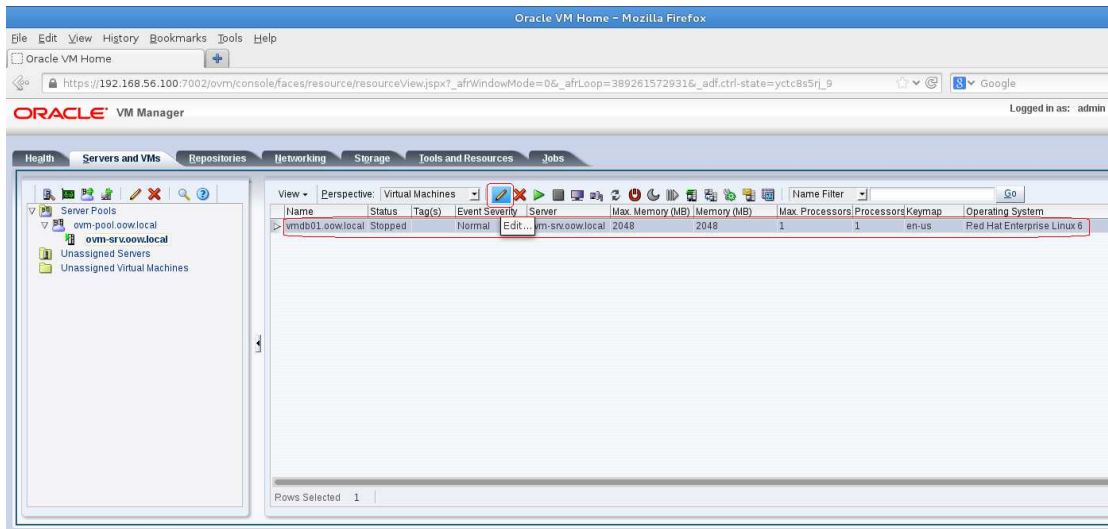 Oracle VM Home - Mozilla Firefox
File Edit View History Bookmarks Tools Help
Oracle VM Home
https://192.168.56.100:7002/ovm/console/faces/resource/resourceView.jspx?_afrWindowMode=0&_afrLoop=3892615729316&_adf.ctrl-state=yctc8s5rj_9 Google
ORACLE VM Manager Logged in as: admin
Health Servers and VMs Repositories Networking Storage Tools and Resources Jobs
View Perspective: Virtual Machines Name Filter Go
Server Pools
ovm-pool.oow.local
ovm-srv.oow.local
Unassigned Servers
Unassigned Virtual Machines
Name Status Tag(s) Event Severity Server Max. Memory (MB) Memory (MB) Max. Processors Processors Keymap Operating System
vmdb01.oow.local Stopped Normal vm-srv.oow.local 2048 2048 1 1 en-us Red Hat Enterprise Linux 6
Edit...
Rows Selected 1